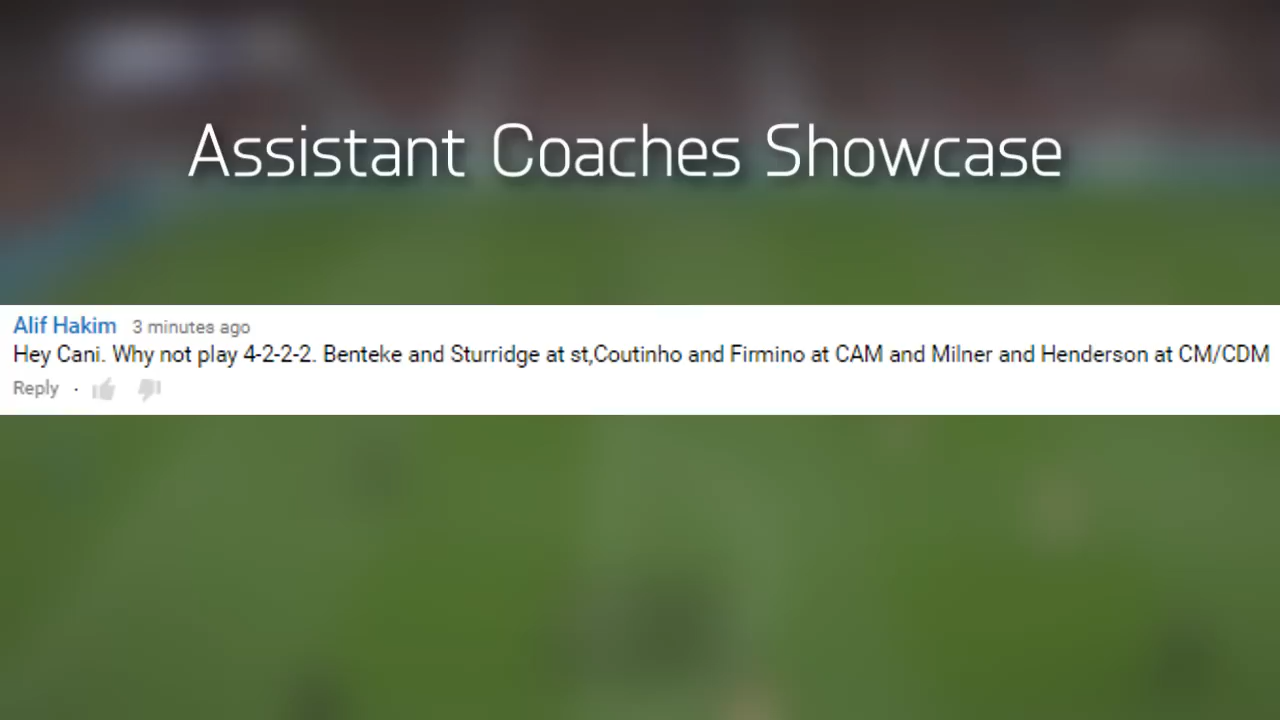 Assistant Coaches Showcase
Alif Hakim 3 minutes ago
Hey Cani. Why not play 4-2-2-2. Benteke and Sturridge at st,Coutinho and Firmino at CAM and Milner and Henderson at CM/CDM
Reply ·